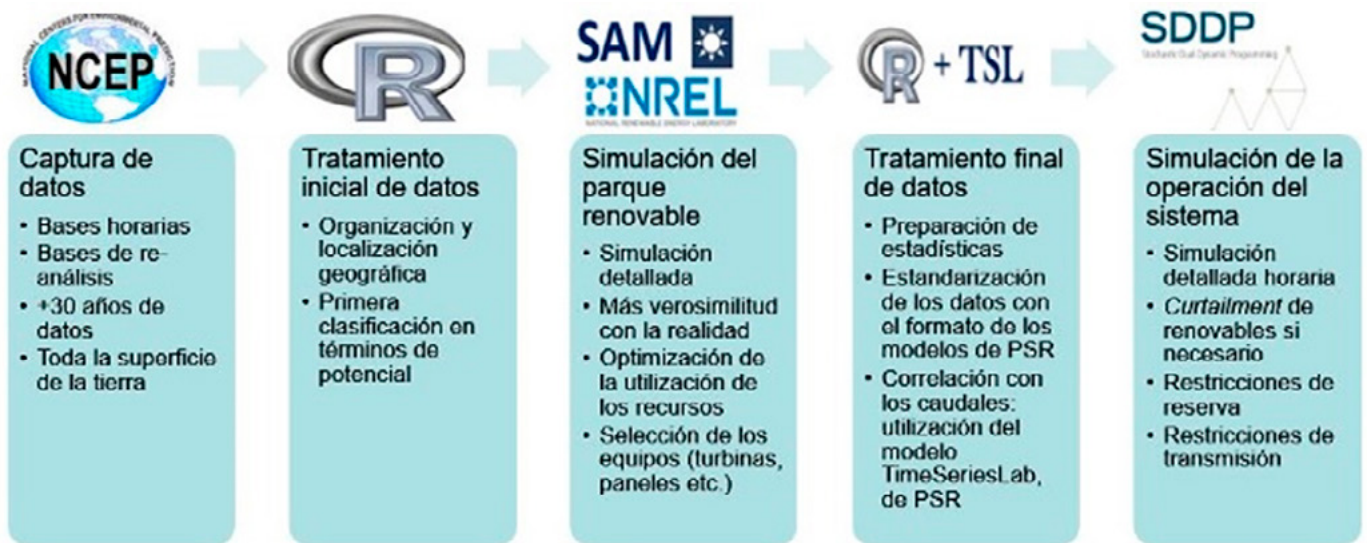 NATIONAL CENTERS FOR ENVIRONMENTAL PREDICTION
NCEP
R
SAM
NREL
NATIONAL RENEWABLE ENERGY LABORATORY
R + TSL
SDDP
Stochastic Dual Dynamic Programming
Captura de
datos
• Bases horarias
• Bases de re-
análisis
• +30 años de
datos
• Toda la superficie
de la tierra
Tratamiento
inicial de datos
• Organización y
localización
geográfica
• Primera
clasificación en
términos de
potencial
Simulación del
parque
renovable
• Simulación
detallada
• Más verosimilitud
con la realidad
• Optimización de
la utilización de
los recursos
• Selección de los
equipos (turbinas,
paneles etc.)
Tratamiento final
de datos
• Preparación de
estadísticas
• Estandarización
de los datos con
el formato de los
modelos de PSR
• Correlación con
los caudales:
utilización del
modelo
TimeSeriesLab,
de PSR
Simulación de la
operación del
sistema
• Simulación
detallada horaria
• Curtailment de
renovables si
necesario
• Restricciones de
reserva
• Restricciones de
transmisión